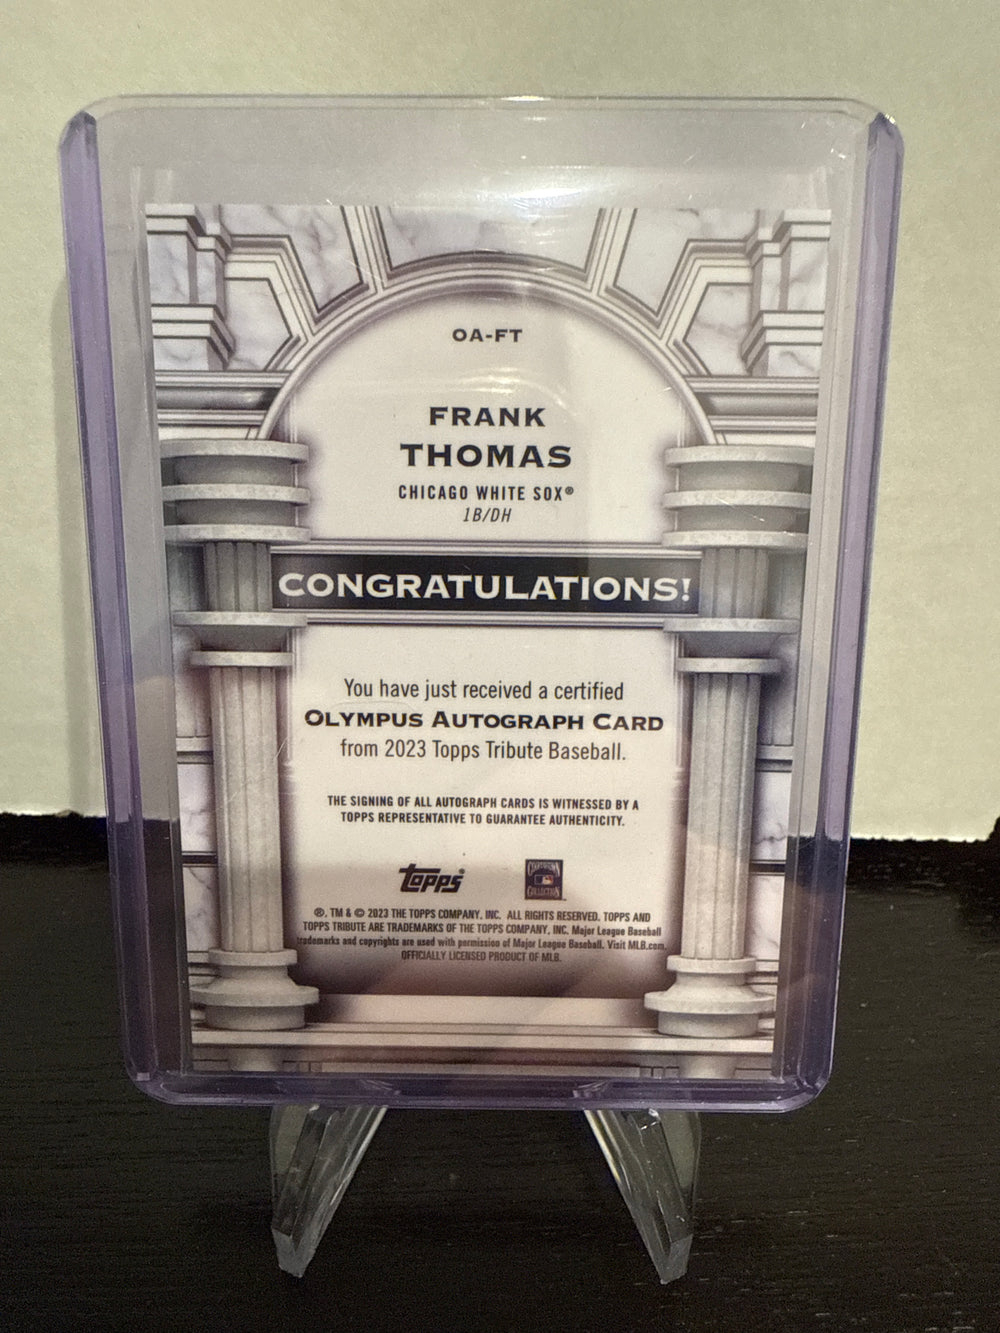 OA-FT
FRANK
THOMAS
CHICAGO WHITE SOX®
1B/DH
CONGRATULATIONS!
You have just received a certified
OLYMPUS AUTOGRAPH CARD
from 2023 Topps Tribute Baseball.
THE SIGNING OF ALL AUTOGRAPH CARDS IS WITNESSED BY A
TOPPS REPRESENTATIVE TO GUARANTEE AUTHENTICITY.
topps®
COOPERSTOWN
COLLECTION
®, TM & © 2023 THE TOPPS COMPANY, INC. ALL RIGHTS RESERVED. TOPPS AND
TOPPS TRIBUTE ARE TRADEMARKS OF THE TOPPS COMPANY, INC. Major League Baseball
trademarks and copyrights are used with permission of Major League Baseball. Visit MLB.com.
OFFICIALLY LICENSED PRODUCT OF MLB.